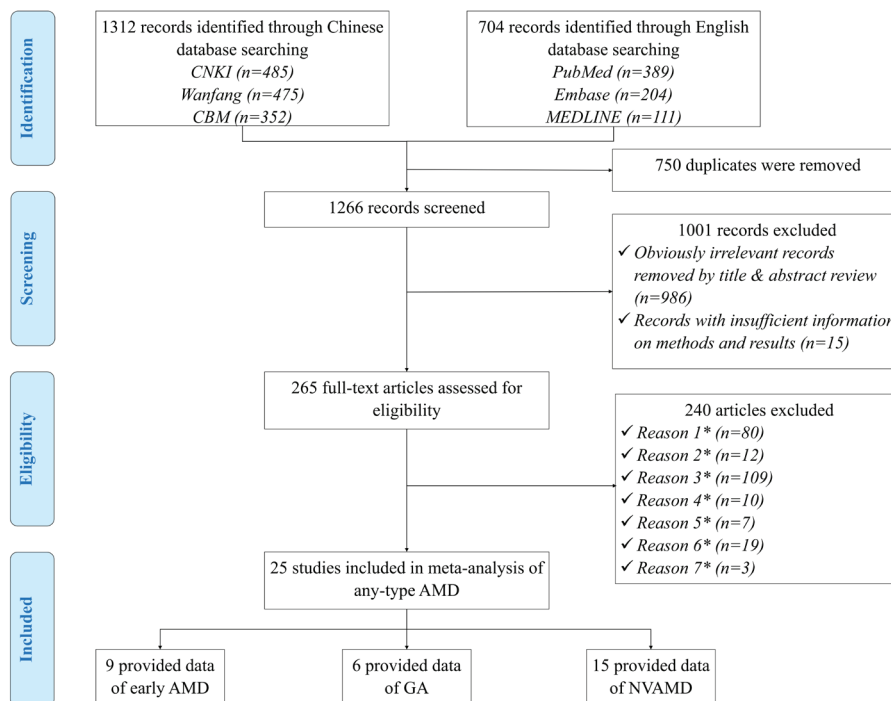 Identification
1312 records identified through Chinese
database searching
CNKI (n=485)
Wanfang (n=475)
CBM (n=352)
704 records identified through English
database searching
PubMed (n=389)
Embase (n=204)
MEDLINE (n=111)
750 duplicates were removed
Screening
1266 records screened
1001 records excluded
✓ Obviously irrelevant records
removed by title & abstract review
(n=986)
✓ Records with insufficient information
on methods and results (n=15)
Eligibility
265 full-text articles assessed for
eligibility
240 articles excluded
✓ Reason 1* (n=80)
✓ Reason 2* (n=12)
✓ Reason 3* (n=109)
✓ Reason 4* (n=10)
✓ Reason 5* (n=7)
✓ Reason 6* (n=19)
✓ Reason 7* (n=3)
Included
25 studies included in meta-analysis of
any-type AMD
9 provided data
of early AMD
6 provided data
of GA
15 provided data
of NVAMD